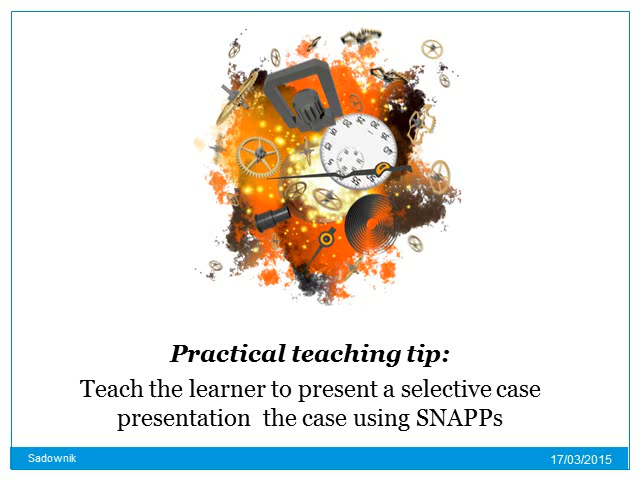 Practical teaching tip:
Teach the learner to present a selective case
presentation  the case using SNAPPs
Sadownik
17/03/2015